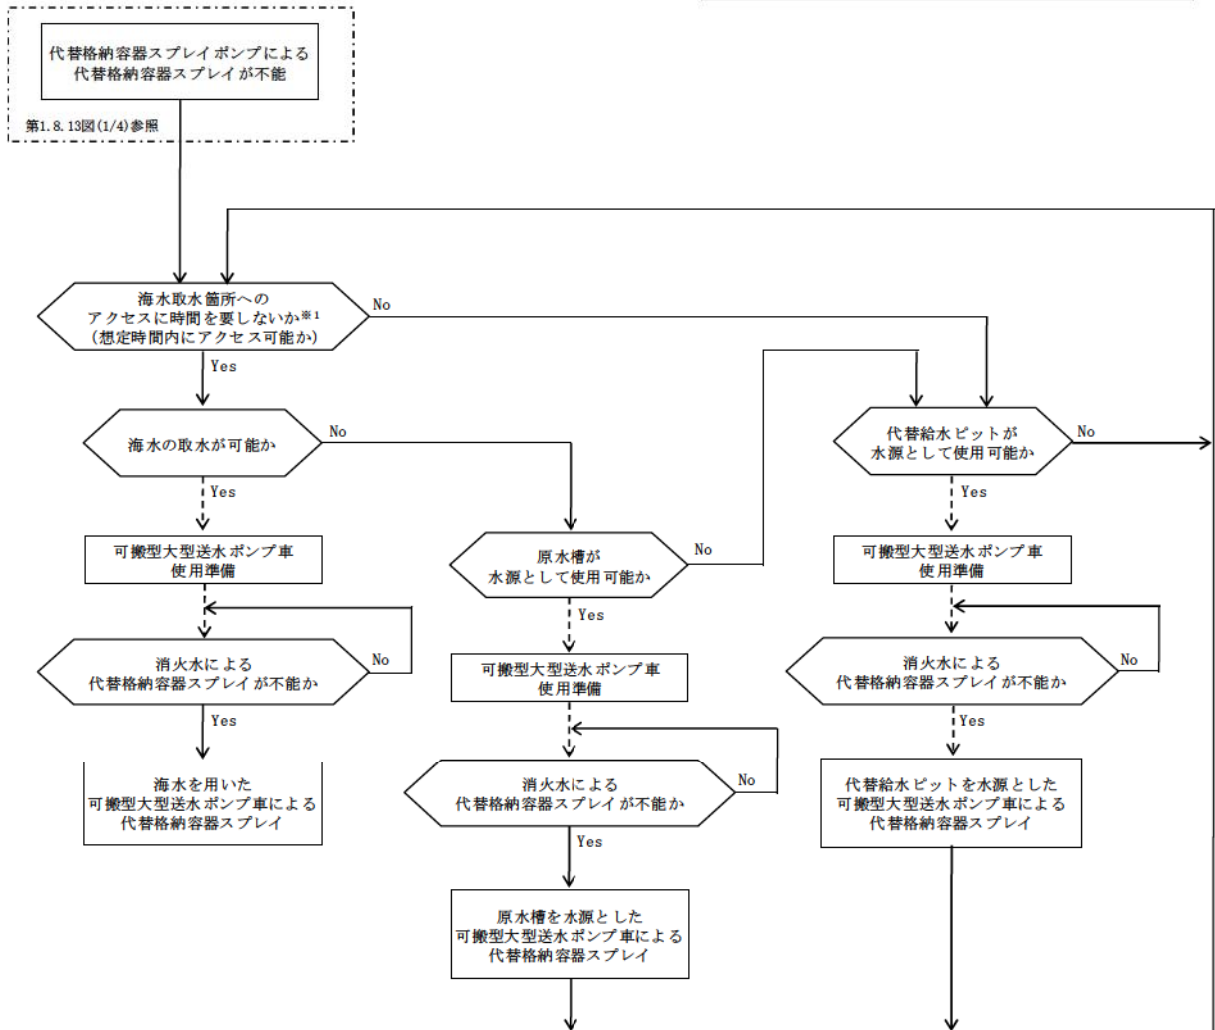 代替格納容器スプレイポンプによる
代替格納容器スプレイが不能
第1.8.13図(1/4)参照
海水取水箇所への
アクセスに時間を要しないか※1
(想定時間内にアクセス可能か)
No
Yes
海水の取水が可能か
No
Yes
代替給水ピットが
水源として使用可能か
No
Yes
可搬型大型送水ポンプ車
使用準備
原水槽が
水源として使用可能か
No
Yes
可搬型大型送水ポンプ車
使用準備
消火水による
代替格納容器スプレイが不能か
No
Yes
可搬型大型送水ポンプ車
使用準備
消火水による
代替格納容器スプレイが不能か
No
Yes
海水を用いた
可搬型大型送水ポンプ車による
代替格納容器スプレイ
消火水による
代替格納容器スプレイが不能か
No
Yes
代替給水ピットを水源とした
可搬型大型送水ポンプ車による
代替格納容器スプレイ
原水槽を水源とした
可搬型大型送水ポンプ車による
代替格納容器スプレイ